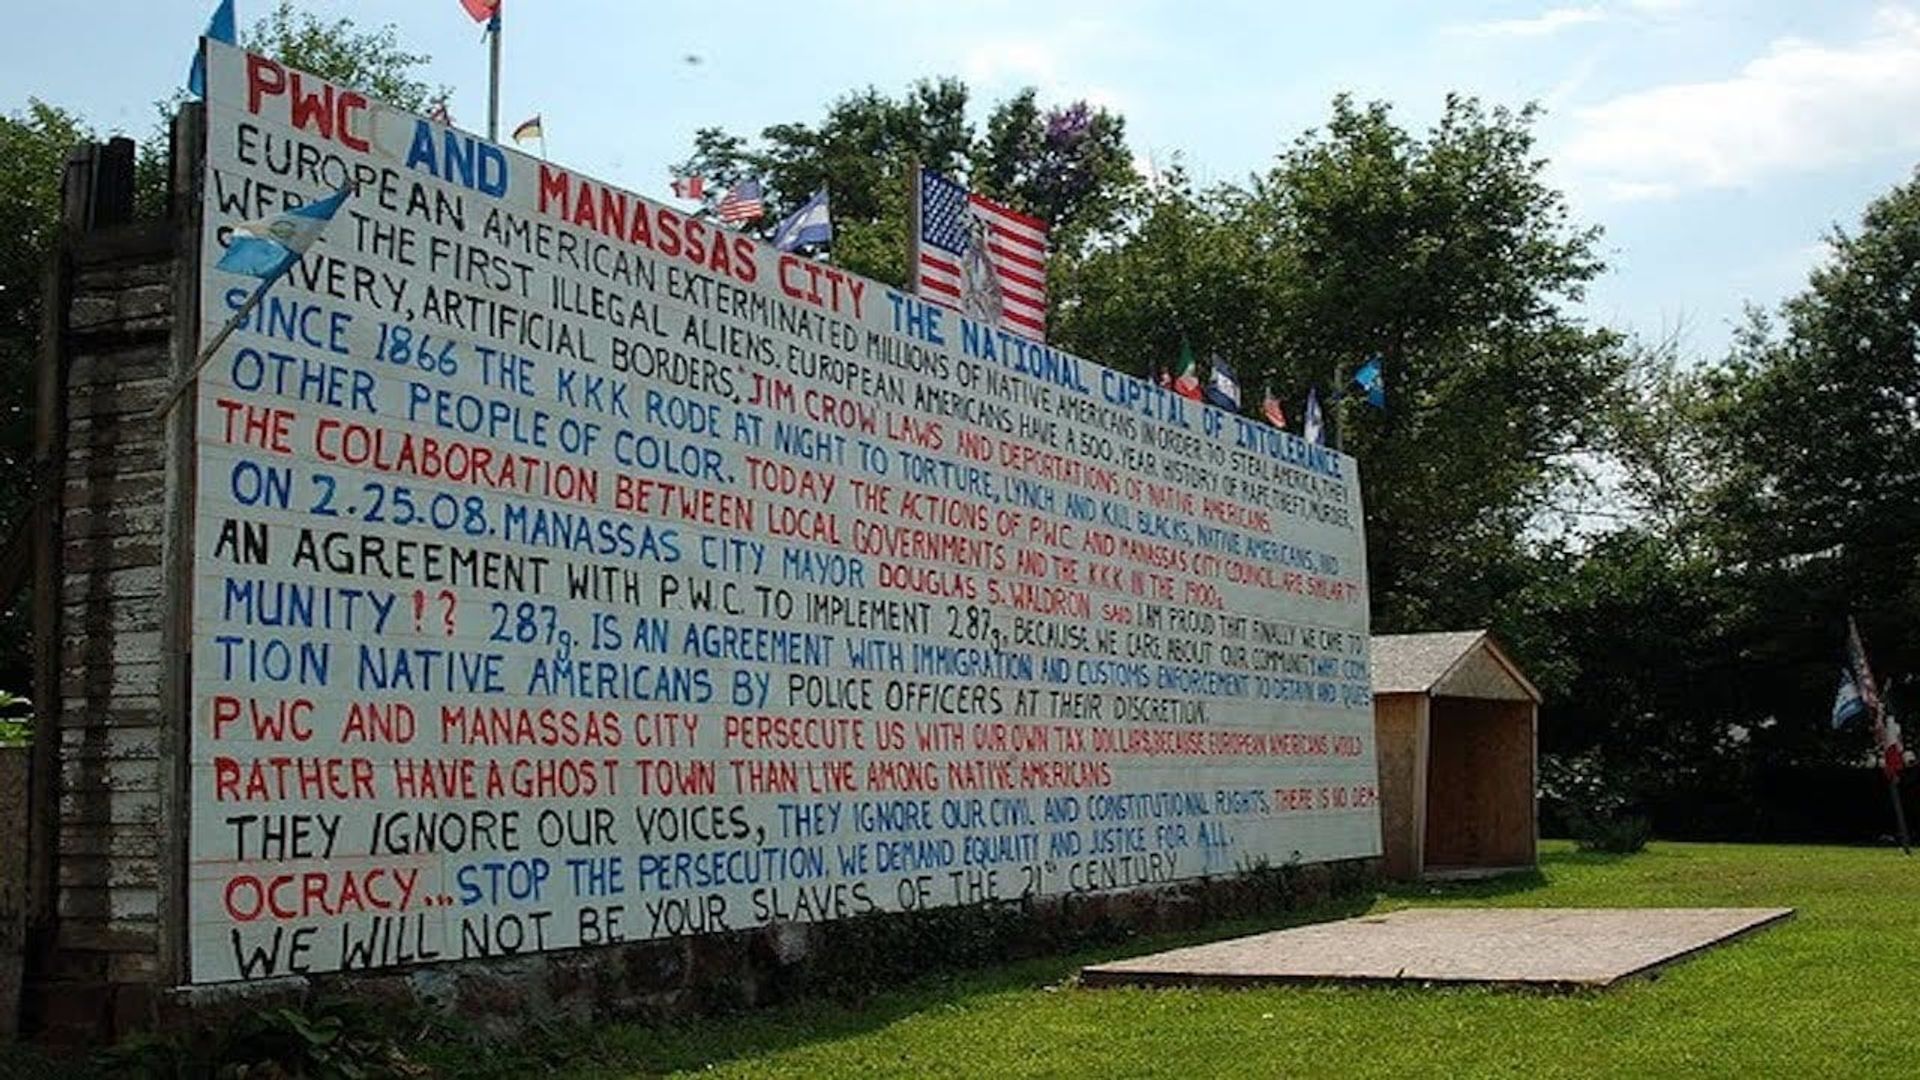 PWC AND MANASSAS CITY THE NATIONAL CAPITAL OF INTOLERANCE
EUROPEAN AMERICAN EXTERMINATED MILLIONS OF NATIVE AMERICANS IN ORDER TO STEAL AMERICA, THEY
WERE THE FIRST ILLEGAL ALIENS. EUROPEAN AMERICANS HAVE A 500-YEAR HISTORY OF RAPE, THEFT, MURDER,
SLAVERY, ARTIFICIAL BORDERS, "JIM CROW" LAWS AND DEPORTATIONS OF NATIVE AMERICANS.
SINCE 1866 THE KKK RODE AT NIGHT TO TORTURE, LYNCH AND KILL BLACKS, NATIVE AMERICANS, AND
OTHER PEOPLE OF COLOR. TODAY THE ACTIONS OF PWC AND MANASSAS CITY COUNCIL ARE SIMILAR TO
THE COLABORATION BETWEEN LOCAL GOVERNMENTS AND THE KKK IN THE 1900s
ON 2.25.08. MANASSAS CITY MAYOR DOUGLAS S. WALDRON SAID I AM PROUD THAT FINALLY WE CAME TO
AN AGREEMENT WITH P.W.C. TO IMPLEMENT 287g. BECAUSE WE CARE ABOUT OUR COMMUNITY WHAT COM-
MUNITY !? 287g. IS AN AGREEMENT WITH IMMIGRATION AND CUSTOMS ENFORCEMENT TO DETAIN AND QUES
TION NATIVE AMERICANS BY POLICE OFFICERS AT THEIR DISCRETION.
PWC AND MANASSAS CITY PERSECUTE US WITH OUR OWN TAX DOLLARS, BECAUSE EUROPEAN AMERICANS WOULD
RATHER HAVE A GHOST TOWN THAN LIVE AMONG NATIVE AMERICANS
THEY IGNORE OUR VOICES, THEY IGNORE OUR CIVIL AND CONSTITUTIONAL RIGHTS, THERE IS NO DEM-
OCRACY... STOP THE PERSECUTION. WE DEMAND EQUALITY AND JUSTICE FOR ALL.
WE WILL NOT BE YOUR SLAVES OF THE 21st CENTURY